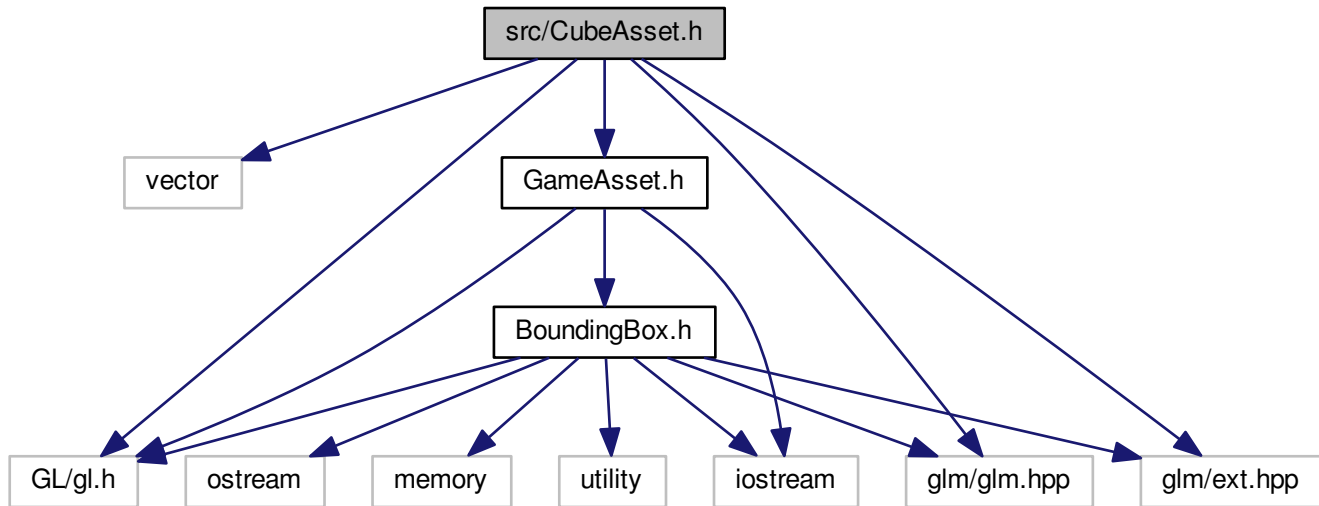 src/CubeAsset.h
vector
GameAsset.h
BoundingBox.h
GL/gl.h
ostream
memory
utility
iostream
glm/glm.hpp
glm/ext.hpp